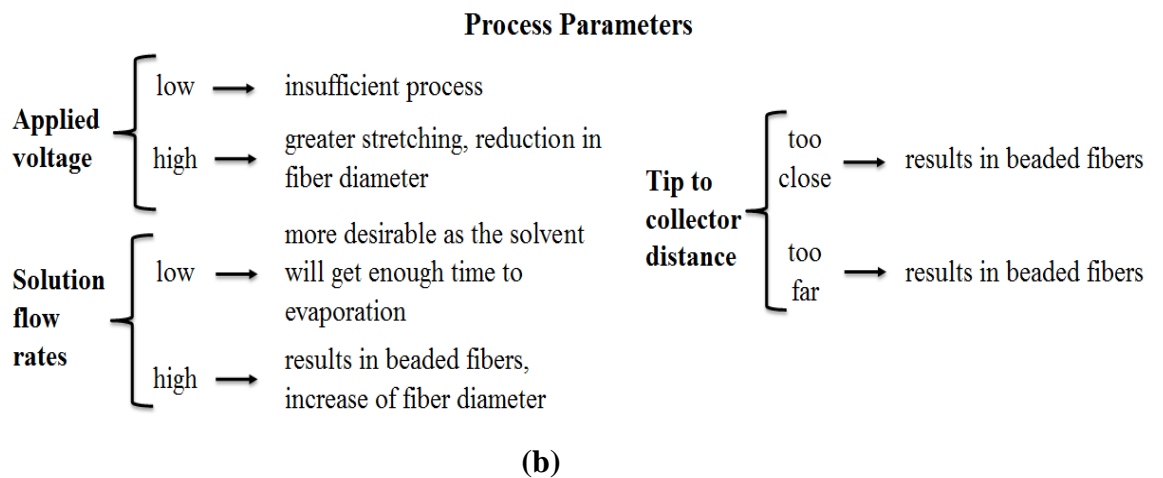 Process Parameters
Applied
voltage
low
insufficient process
high
greater stretching, reduction in
fiber diameter
Solution
flow
rates
low
more desirable as the solvent
will get enough time to
evaporation
high
results in beaded fibers,
increase of fiber diameter
Tip to
collector
distance
too
close
results in beaded fibers
too
far
results in beaded fibers
(b)